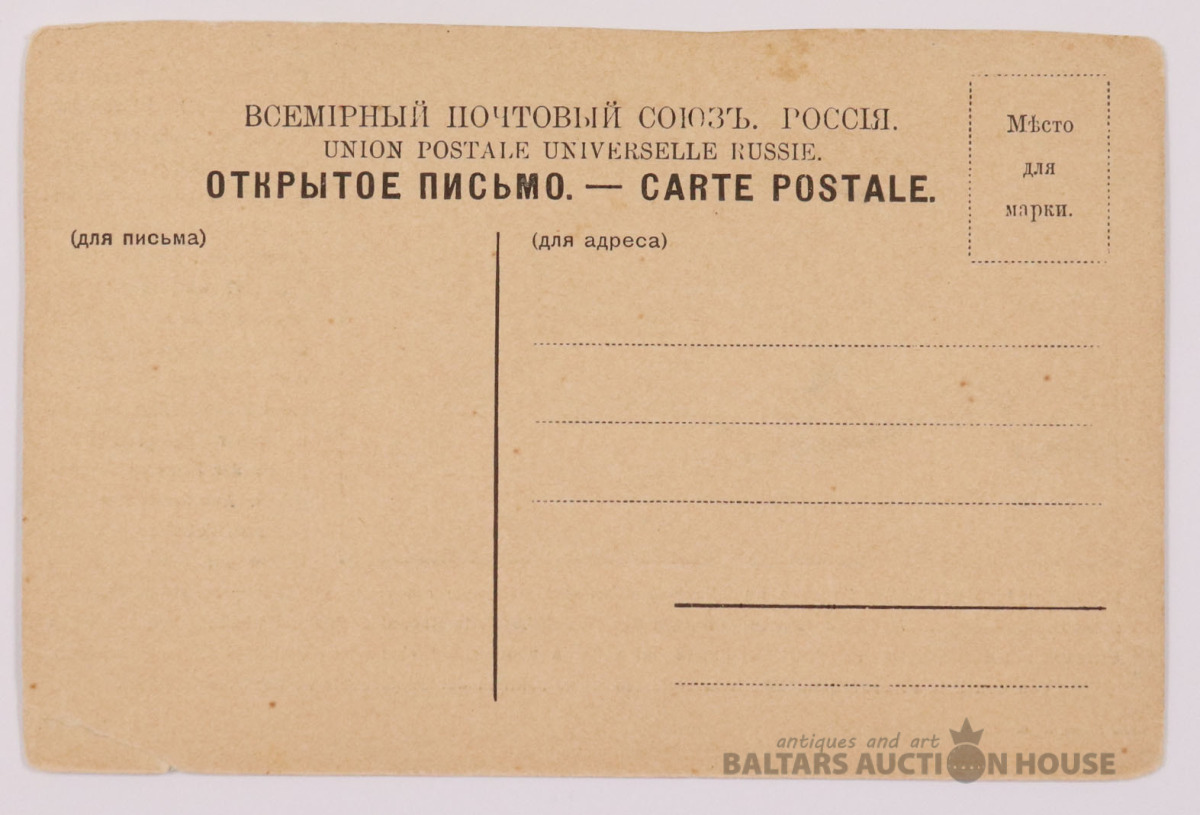 ВСЕМІРНЫЙ ПОЧТОВЫЙ СОЮЗЪ. РОССІЯ.
UNION POSTALE UNIVERSELLE RUSSIE.
ОТКРЫТОЕ ПИСЬМО. — CARTE POSTALE.
Мѣсто
для
марки.
(для письма)
(для адреса)
antiques and art
BALTARS AUCTION HOUSE